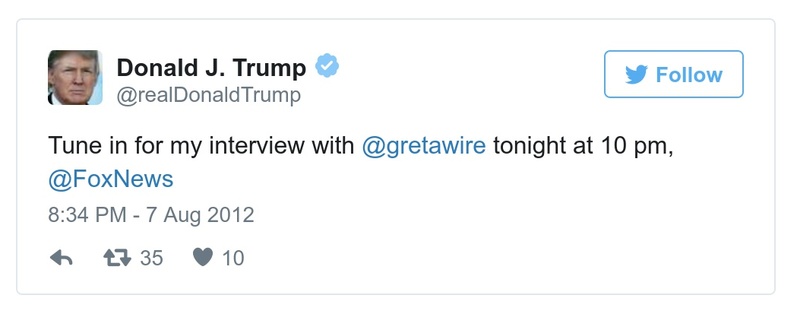 Donald J. Trump
@realDonaldTrump
Follow
Tune in for my interview with @gretawire tonight at 10 pm,
@FoxNews
8:34 PM - 7 Aug 2012
35 10